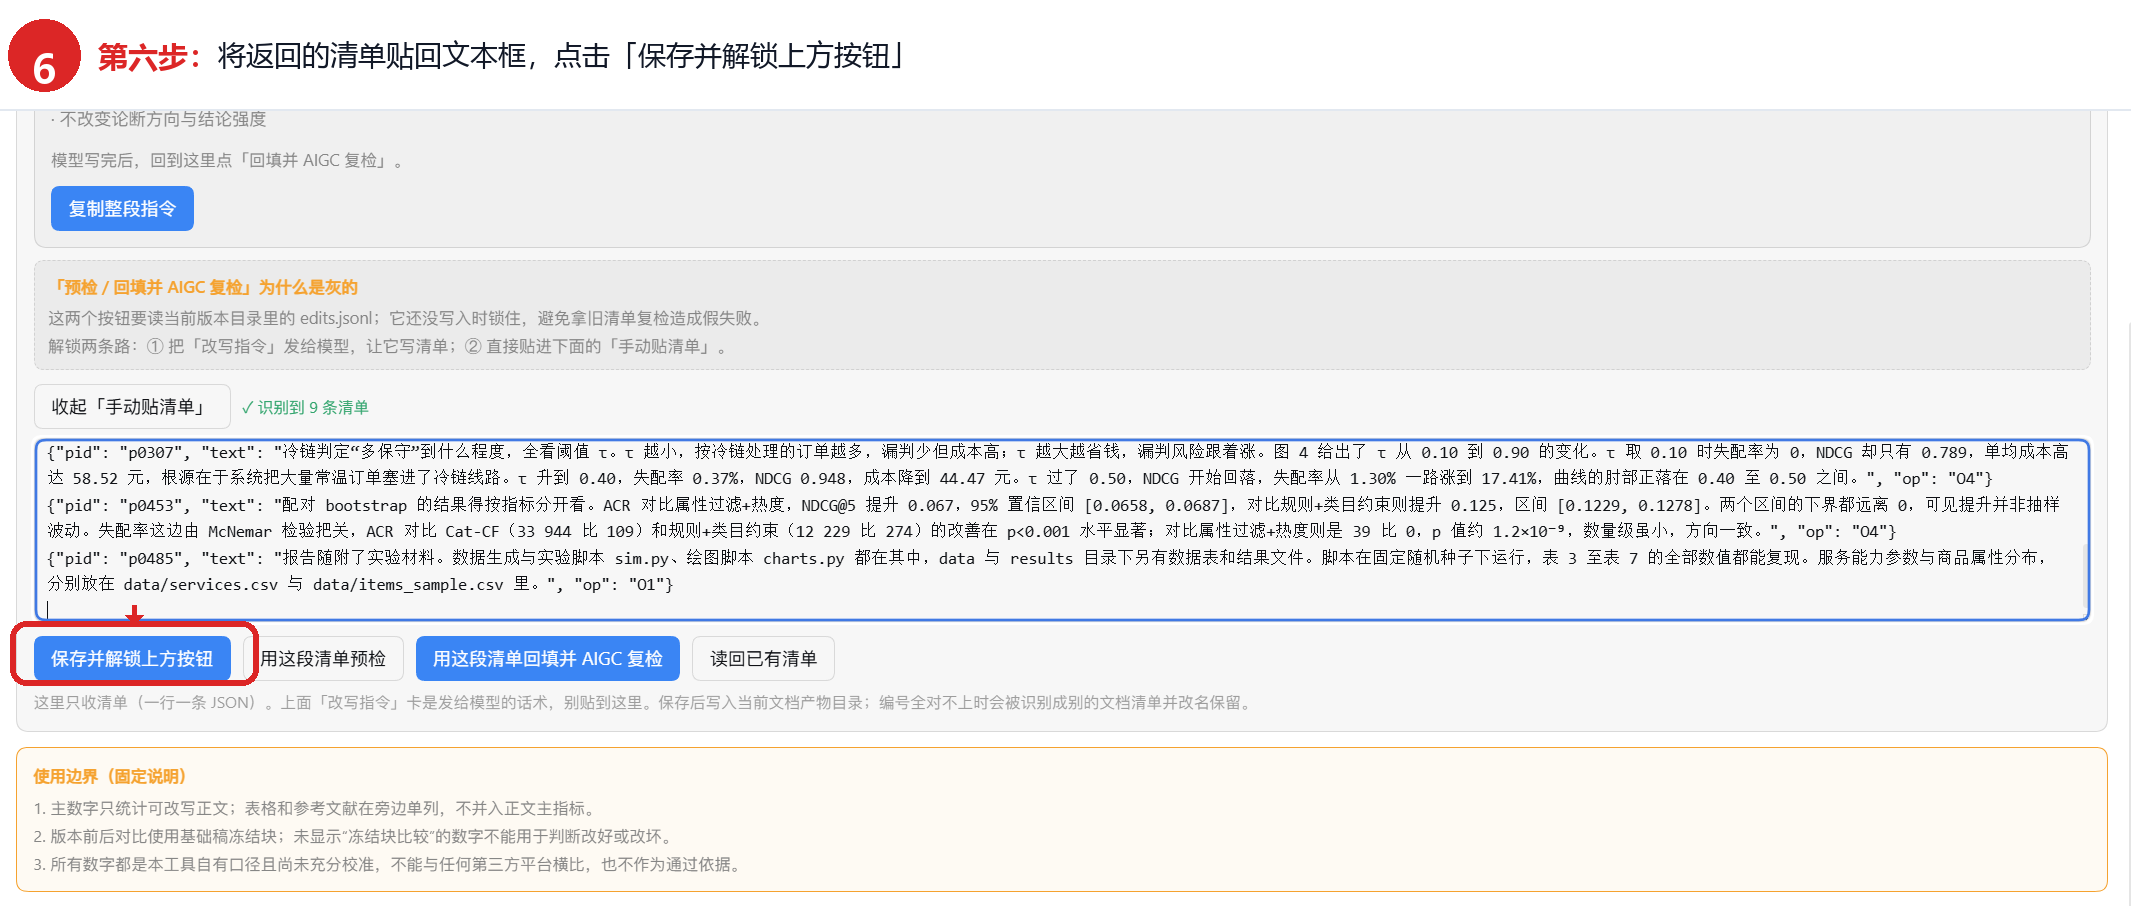 6 第六步：将返回的清单贴回文本框，点击「保存并解锁上方按钮」
· 不改变论断方向与结论强度
模型写完后，回到这里点「回填并 AIGC 复检」。
复制整段指令
「预检 / 回填并 AIGC 复检」为什么是灰的
这两个按钮要读当前版本目录里的 edits.jsonl；它还没写入时锁住，避免拿旧清单复检造成假失败。
解锁两条路：① 把「改写指令」发给模型，让它写清单；② 直接贴进下面的「手动贴清单」。
收起「手动贴清单」 ✓ 识别到 9 条清单
{"pid": "p0307", "text": "冷链判定“多保守”到什么程度，全看阈值 τ。τ 越小，按冷链处理的订单越多，漏判少但成本高；τ 越大越省钱，漏判风险跟着涨。图 4 给出了 τ 从 0.10 到 0.90 的变化。τ 取 0.10 时失配率为 0，NDCG 却只有 0.789，单均成本高
达 58.52 元，根源在于系统把大量常温订单塞进了冷链线路。τ 升到 0.40，失配率 0.37%，NDCG 0.948，成本降到 44.47 元。τ 过了 0.50，NDCG 开始回落，失配率从 1.30% 一路涨到 17.41%，曲线的肘部正落在 0.40 至 0.50 之间。", "op": "O4"}
{"pid": "p0453", "text": "配对 bootstrap 的结果得按指标分开看。ACR 对比属性过滤+热度，NDCG@5 提升 0.067，95% 置信区间 [0.0658, 0.0687]，对比规则+类目约束则提升 0.125，区间 [0.1229, 0.1278]。两个区间的下界都远离 0，可见提升并非抽样
波动。失配率这边由 McNemar 检验把关，ACR 对比 Cat-CF（33 944 比 109）和规则+类目约束（12 229 比 274）的改善在 p<0.001 水平显著；对比属性过滤+热度则是 39 比 0，p 值约 1.2×10⁻⁹，数量级虽小，方向一致。", "op": "O4"}
{"pid": "p0485", "text": "报告随附了实验材料。数据生成与实验脚本 sim.py、绘图脚本 charts.py 都在其中，data 与 results 目录下另有数据表和结果文件。脚本在固定随机种子下运行，表 3 至表 7 的全部数值都能复现。服务能力参数与商品属性分布，
分别放在 data/services.csv 与 data/items_sample.csv 里。", "op": "O1"}
保存并解锁上方按钮 用这段清单预检 用这段清单回填并 AIGC 复检 读回已有清单
这里只收清单（一行一条 JSON）。上面「改写指令」卡是发给模型的话术，别贴到这里。保存后写入当前文档产物目录；编号全对不上时会被识别成别的文档清单并改名保留。
使用边界（固定说明）
1. 主数字只统计可改写正文；表格和参考文献在旁边单列，不并入正文主指标。
2. 版本前后对比使用基础稿冻结块；未显示“冻结块比较”的数字不能用于判断改好或改坏。
3. 所有数字都是本工具自有口径且尚未充分校准，不能与任何第三方平台横比，也不作为通过依据。